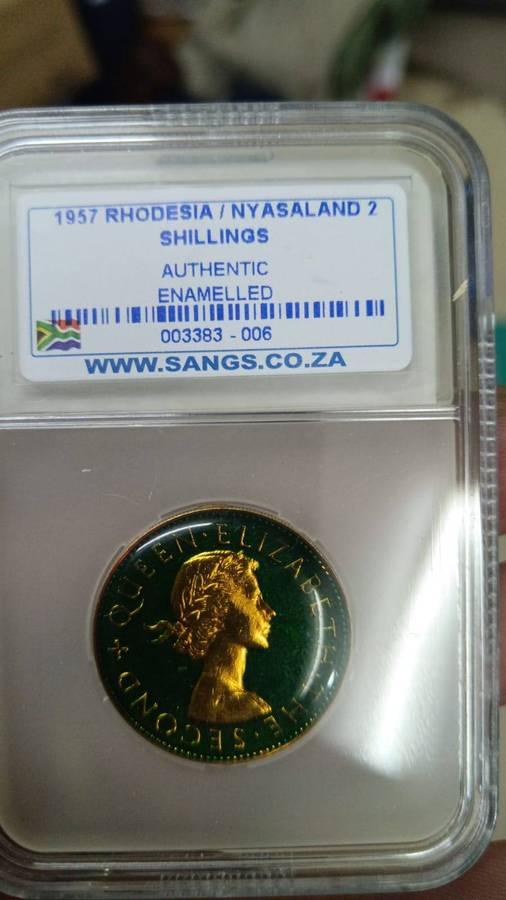 1957 RHODESIA / NYASALAND 2
SHILLINGS
AUTHENTIC
ENAMELLED
003383 - 006
WWW.SANGS.CO.ZA
QUEEN·ELIZABETH·THE·SECOND